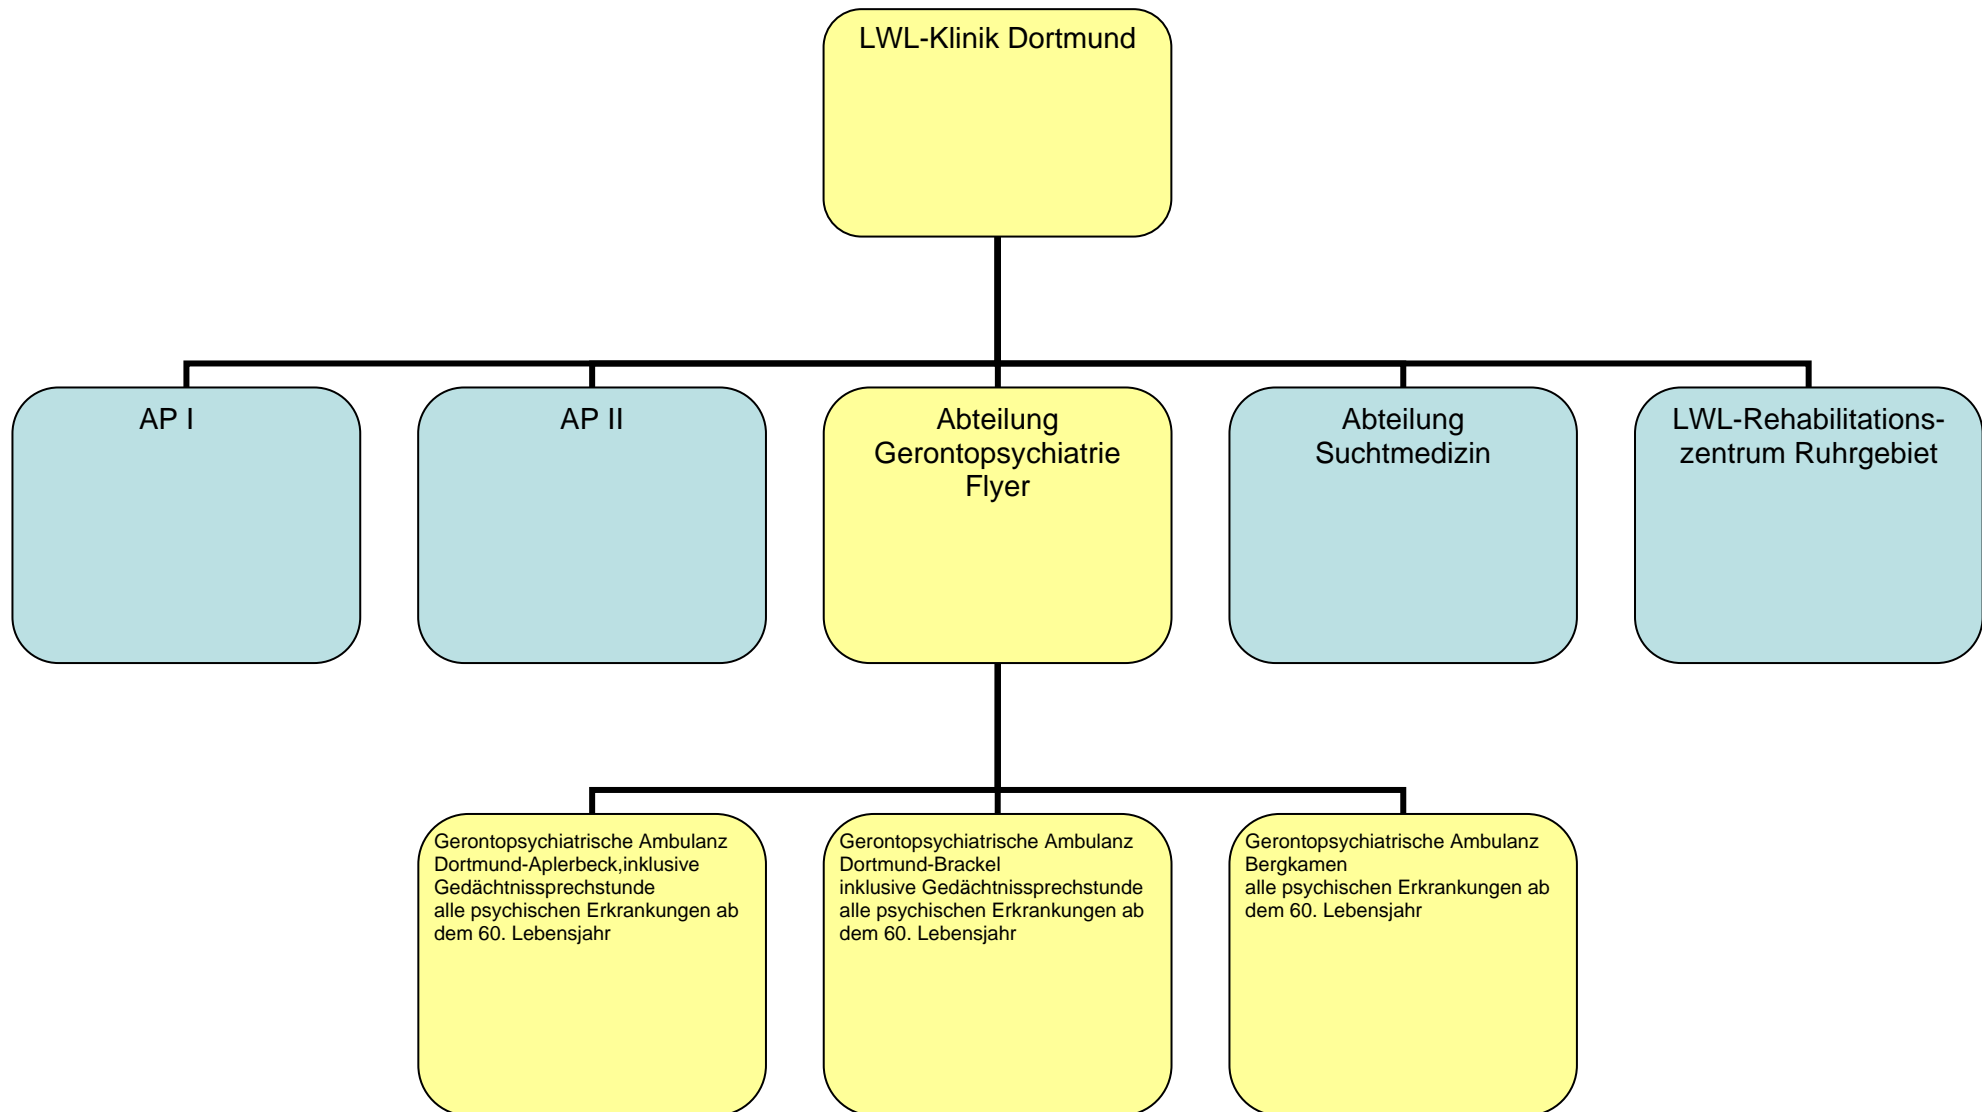 LWL-Klinik Dortmund
AP I
AP II
Abteilung
Gerontopsychiatrie
Flyer
Abteilung
Suchtmedizin
LWL-Rehabilitations-
zentrum Ruhrgebiet
Gerontopsychiatrische Ambulanz
Dortmund-Aplerbeck,inklusive
Gedächtnissprechstunde
alle psychischen Erkrankungen ab
dem 60. Lebensjahr
Gerontopsychiatrische Ambulanz
Dortmund-Brackel
inklusive Gedächtnissprechstunde
alle psychischen Erkrankungen ab
dem 60. Lebensjahr
Gerontopsychiatrische Ambulanz
Bergkamen
alle psychischen Erkrankungen ab
dem 60. Lebensjahr